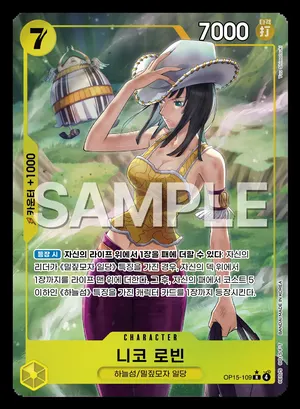 7
7000
타격
打
카운터 +1000
SAMPLE
등장 시 자신의 라이프 위에서 1장을 패에 더할 수 있다: 자신의
리더가 《밀짚모자 일당》 특징을 가진 경우, 자신의 덱 위에서
1장까지를 라이프 맨 위에 더한다. 그 후, 자신의 패에서 코스트 5
이하인 《하늘섬》 특징을 가진 캐릭터 카드를 1장까지 등장시킨다.
CHARACTER
니코 로빈
하늘섬/밀짚모자 일당
OP15-109